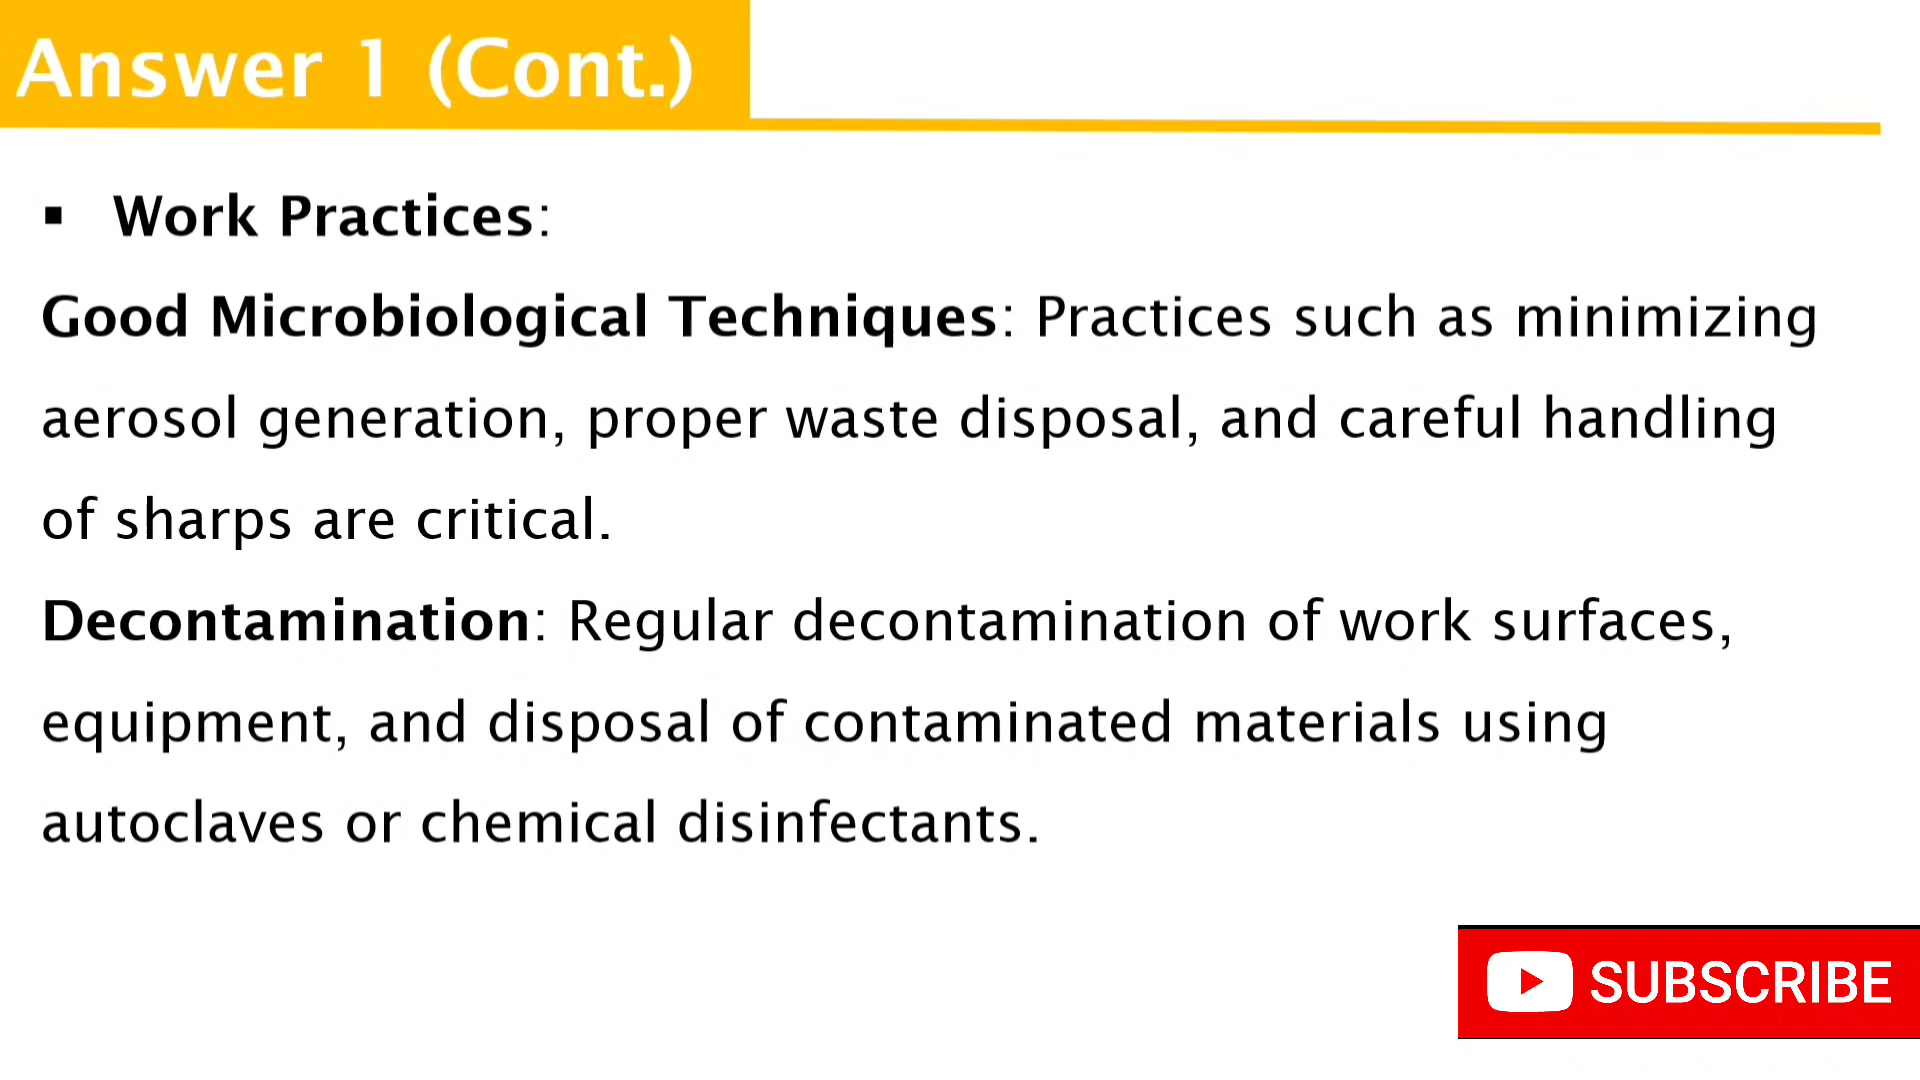 Answer 1 (Cont.)
▪ Work Practices:
Good Microbiological Techniques: Practices such as minimizing
aerosol generation, proper waste disposal, and careful handling
of sharps are critical.
Decontamination: Regular decontamination of work surfaces,
equipment, and disposal of contaminated materials using
autoclaves or chemical disinfectants.
SUBSCRIBE